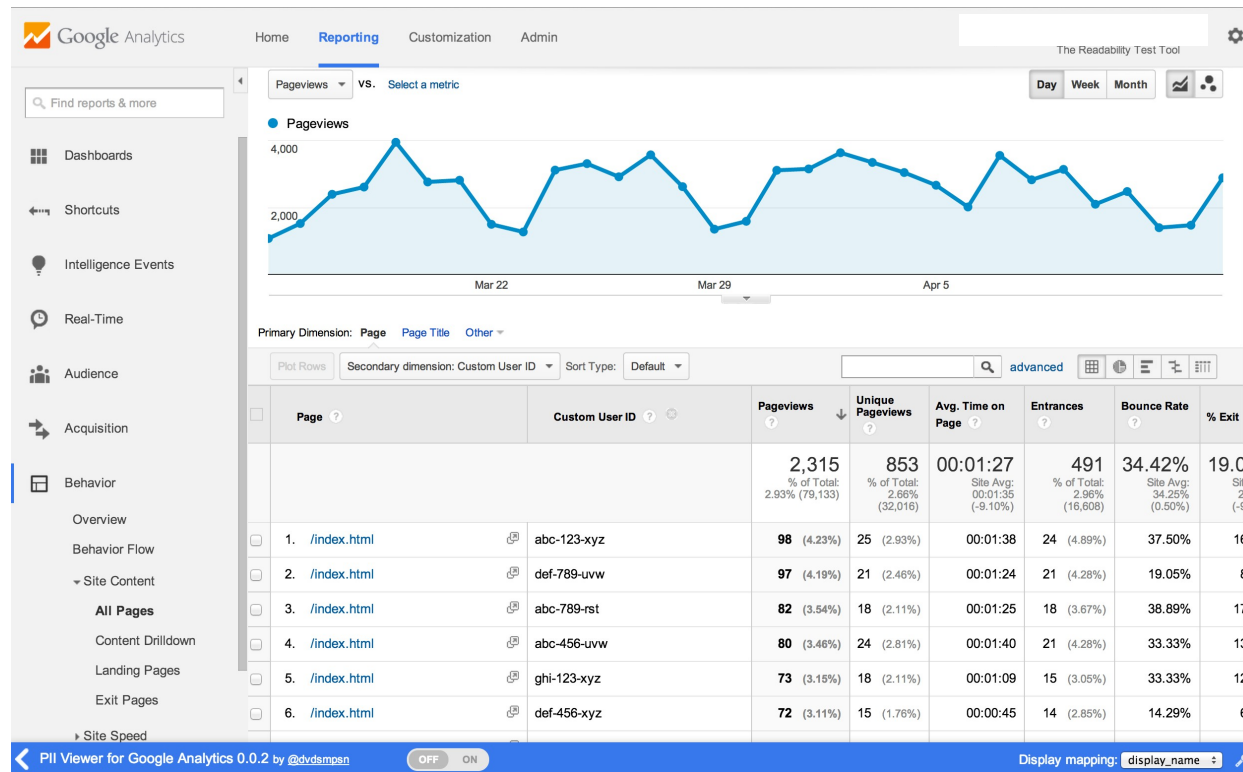 Google Analytics
Home Reporting Customization Admin
The Readability Test Tool
Find reports & more
Pageviews VS. Select a metric
Day Week Month
Pageviews
4,000
2,000
Mar 22 Mar 29 Apr 5
Dashboards
Shortcuts
Intelligence Events
Real-Time
Audience
Acquisition
Behavior
Overview
Behavior Flow
Site Content
All Pages
Content Drilldown
Landing Pages
Exit Pages
Site Speed
Primary Dimension: Page Page Title Other
Plot Rows Secondary dimension: Custom User ID Sort Type: Default advanced
Page ? Custom User ID ? Pageviews ? Unique Pageviews ? Avg. Time on Page ? Entrances ? Bounce Rate ? % Exit
2,315 853 00:01:27 491 34.42% 19.0
% of Total: % of Total: Site Avg: % of Total: Site Avg:
2.93% (79,133) 2.66% 00:01:35 2.96% 34.25%
(32,016) (-9.10%) (16,608) (0.50%)
1. /index.html abc-123-xyz 98 (4.23%) 25 (2.93%) 00:01:38 24 (4.89%) 37.50%
2. /index.html def-789-uvw 97 (4.19%) 21 (2.46%) 00:01:24 21 (4.28%) 19.05%
3. /index.html abc-789-rst 82 (3.54%) 18 (2.11%) 00:01:25 18 (3.67%) 38.89%
4. /index.html abc-456-uvw 80 (3.46%) 24 (2.81%) 00:01:40 21 (4.28%) 33.33%
5. /index.html ghi-123-xyz 73 (3.15%) 18 (2.11%) 00:01:09 15 (3.05%) 33.33%
6. /index.html def-456-xyz 72 (3.11%) 15 (1.76%) 00:00:45 14 (2.85%) 14.29%
PII Viewer for Google Analytics 0.0.2 by @dvdsmpsn OFF ON Display mapping: display_name